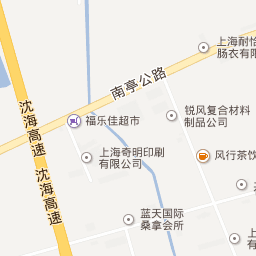 上海耐怡
肠衣有限
南亭公路
沈海高速
福乐佳超市
锐风复合材料
制品公司
上海奇明印刷
有限公司
风行茶饮
沈海高速
典
蓝天国际
桑拿会所